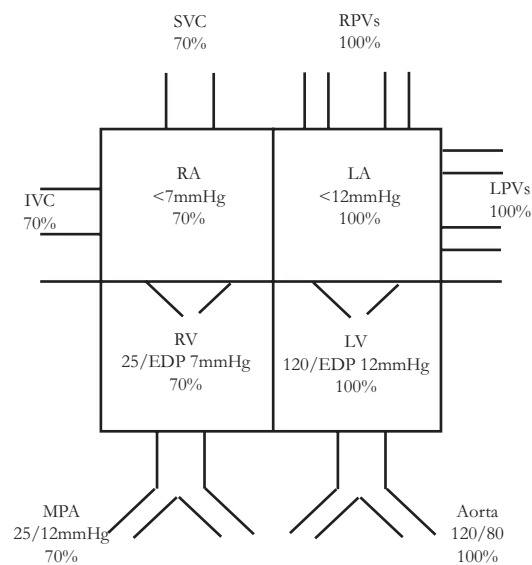 SVC
70%
RPVs
100%
RA
<7mmHg
70%
LA
<12mmHg
100%
IVC
70%
LPVs
100%
RV
25/EDP 7mmHg
70%
LV
120/EDP 12mmHg
100%
MPA
25/12mmHg
70%
Aorta
120/80
100%